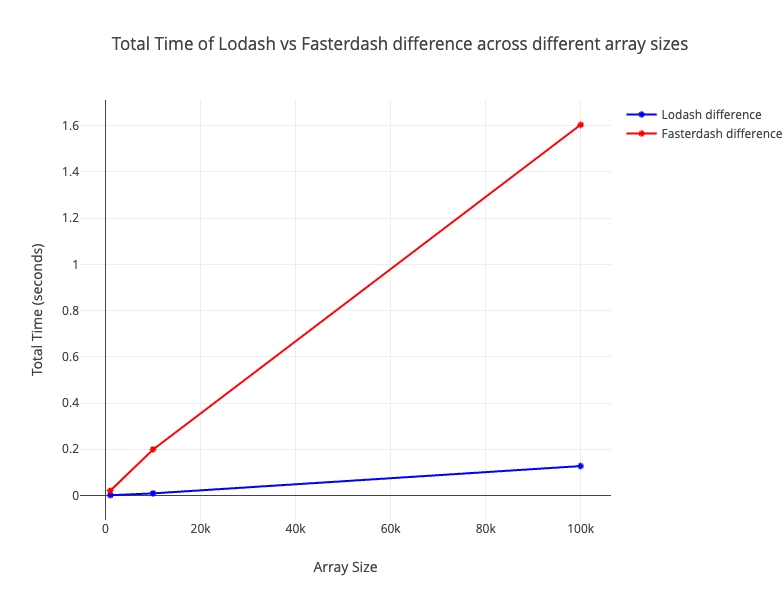 Total Time of Lodash vs Fasterdash difference across different array sizes
Lodash difference
Fasterdash difference
Total Time (seconds)
1.6
1.4
1.2
1
0.8
0.6
0.4
0.2
0
0
20k
40k
60k
80k
100k
Array Size